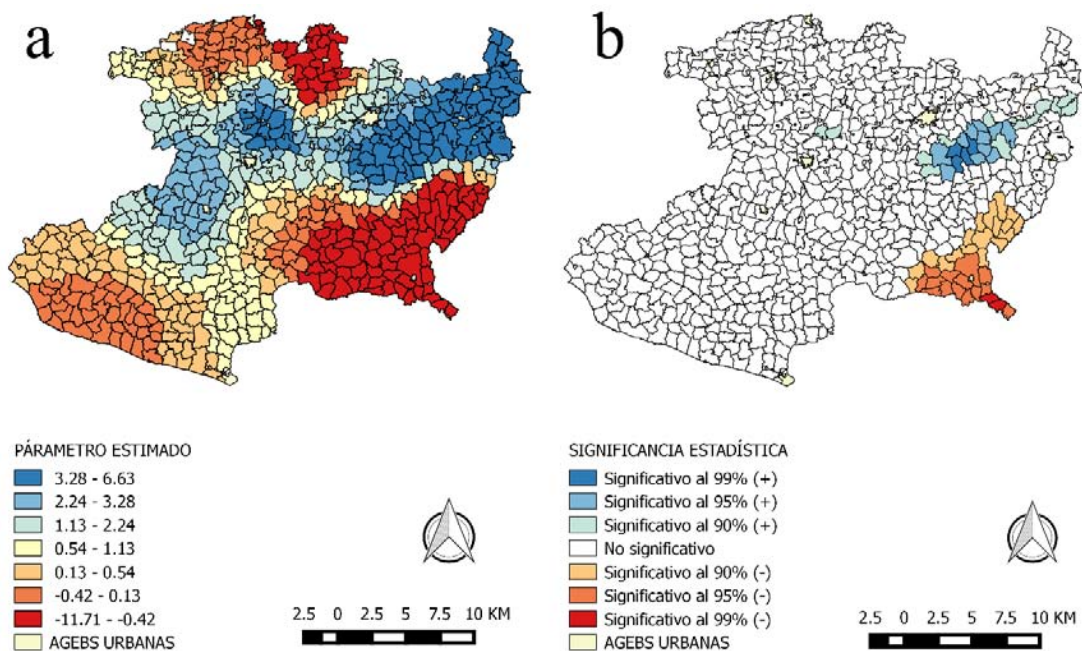 a
b
PÁRAMETRO ESTIMADO
3.28 - 6.63
2.24 - 3.28
1.13 - 2.24
0.54 - 1.13
0.13 - 0.54
-0.42 - 0.13
-11.71 - -0.42
AGEBS URBANAS
2.5 0 2.5 5 7.5 10 KM
SIGNIFICANCIA ESTADÍSTICA
Significativo al 99% (+)
Significativo al 95% (+)
Significativo al 90% (+)
No significativo
Significativo al 90% (-)
Significativo al 95% (-)
Significativo al 99% (-)
AGEBS URBANAS
2.5 0 2.5 5 7.5 10 KM